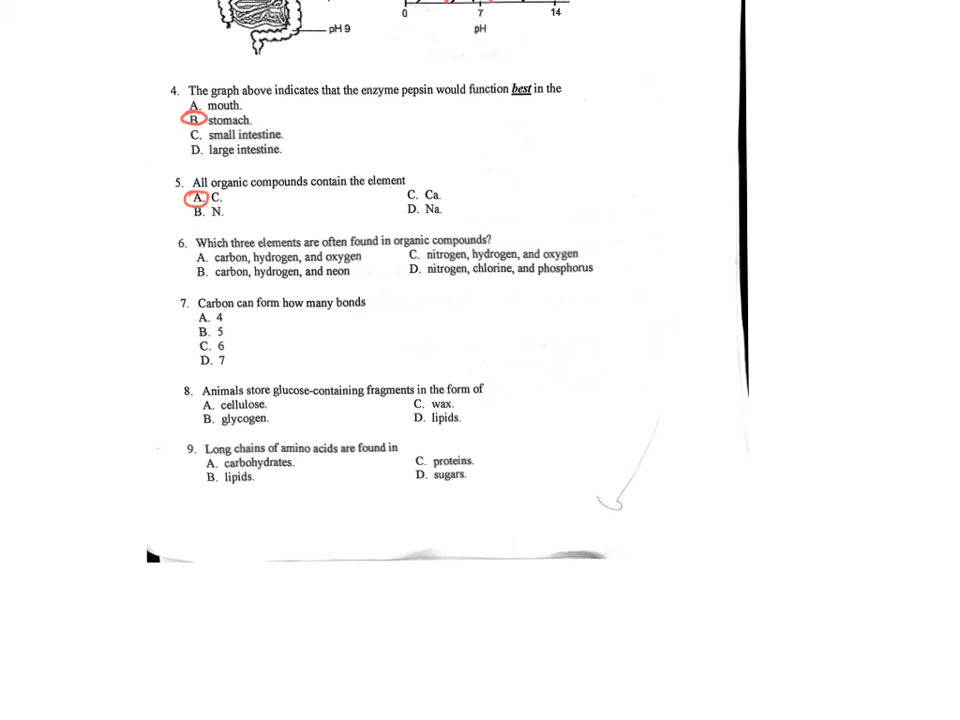 0 7 14
pH 9
pH
4. The graph above indicates that the enzyme pepsin would function best in the
A. mouth.
B. stomach.
C. small intestine.
D. large intestine.
5. All organic compounds contain the element
A. C. C. Ca.
B. N. D. Na.
6. Which three elements are often found in organic compounds?
A. carbon, hydrogen, and oxygen C. nitrogen, hydrogen, and oxygen
B. carbon, hydrogen, and neon D. nitrogen, chlorine, and phosphorus
7. Carbon can form how many bonds
A. 4
B. 5
C. 6
D. 7
8. Animals store glucose-containing fragments in the form of
A. cellulose. C. wax.
B. glycogen. D. lipids.
9. Long chains of amino acids are found in
A. carbohydrates. C. proteins.
B. lipids. D. sugars.